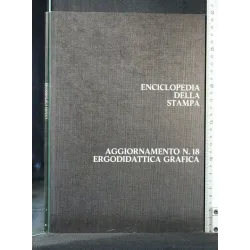 ENCICLOPEDIA
DELLA
STAMPA
AGGIORNAMENTO N. 18
ERGODIDATTICA GRAFICA